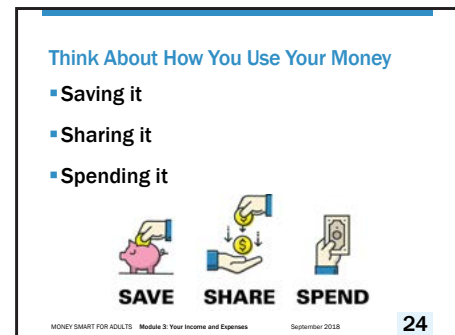 Think About How You Use Your Money
▪Saving it
▪Sharing it
▪Spending it
$
SAVE SHARE SPEND
MONEY SMART FOR ADULTS Module 3: Your Income and Expenses September 2018 24